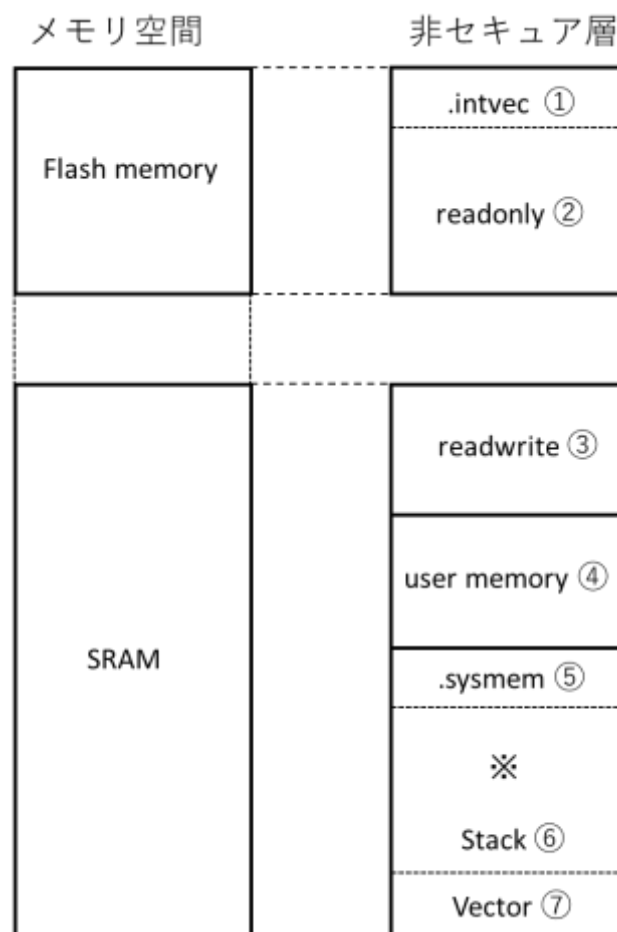 メモリ空間
非セキュア層
.intvec ①
Flash memory
readonly ②
readwrite ③
user memory ④
SRAM
.sysmem ⑤
※
Stack ⑥
Vector ⑦